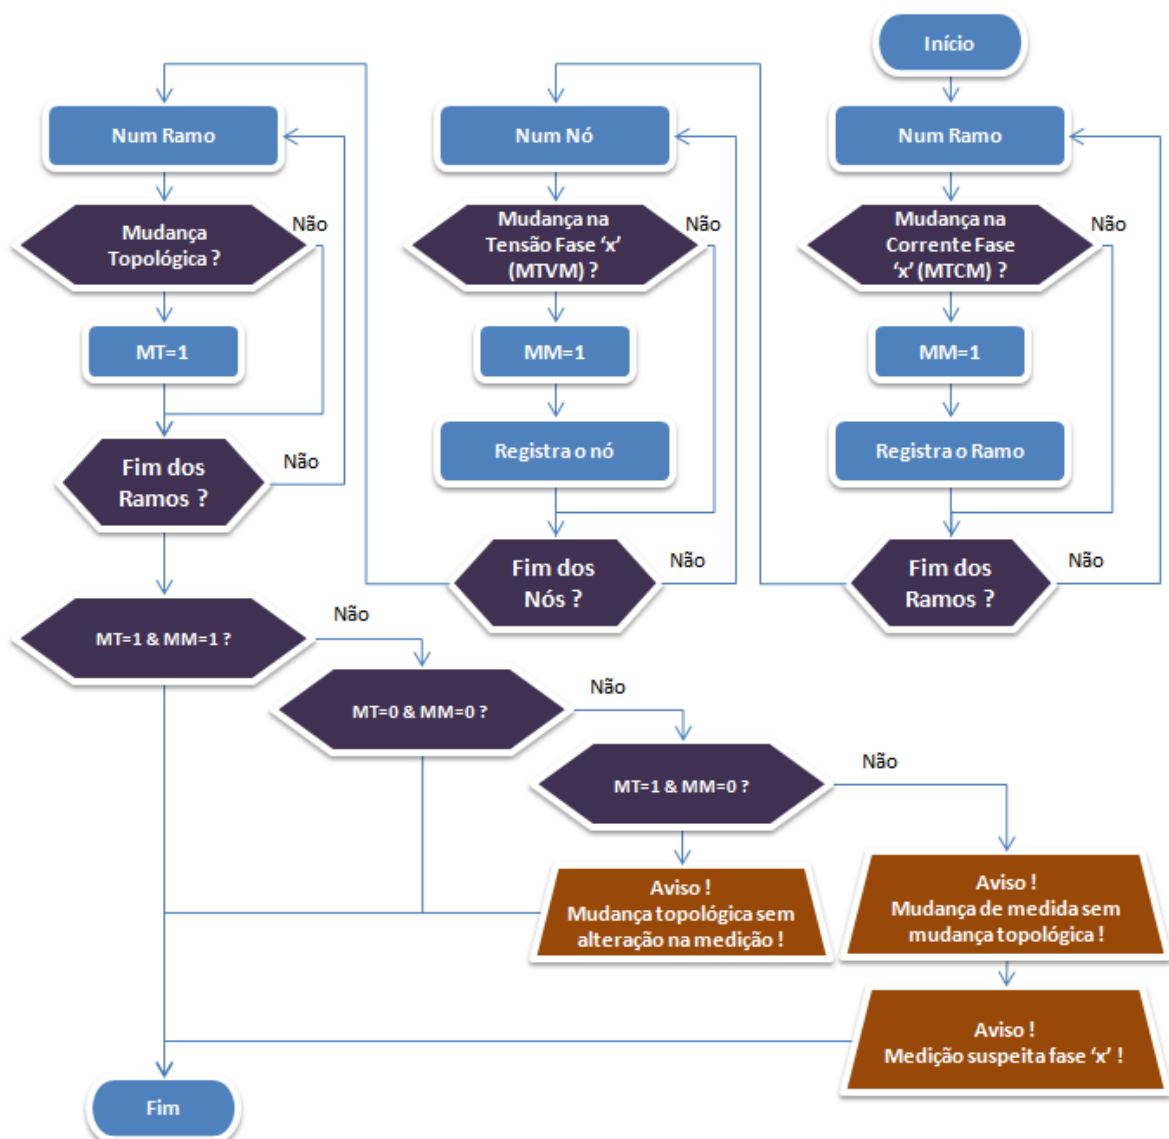 Início
Num Ramo
Mudança na
Corrente Fase
‘x’ (MTCM) ?
Não
MM=1
Registra o Ramo
Fim dos
Ramos ?
Não
Num Nó
Mudança na
Tensão Fase ‘x’
(MTVM) ?
Não
MM=1
Registra o nó
Fim dos
Nós ?
Não
Num Ramo
Mudança
Topológica ?
Não
MT=1
Fim dos
Ramos ?
Não
MT=1 & MM=1 ?
Não
MT=0 & MM=0 ?
Não
MT=1 & MM=0 ?
Não
Aviso !
Mudança topológica sem
alteração na medição !
Aviso !
Mudança de medida sem
mudança topológica !
Aviso !
Medição suspeita fase ‘x’ !
Fim